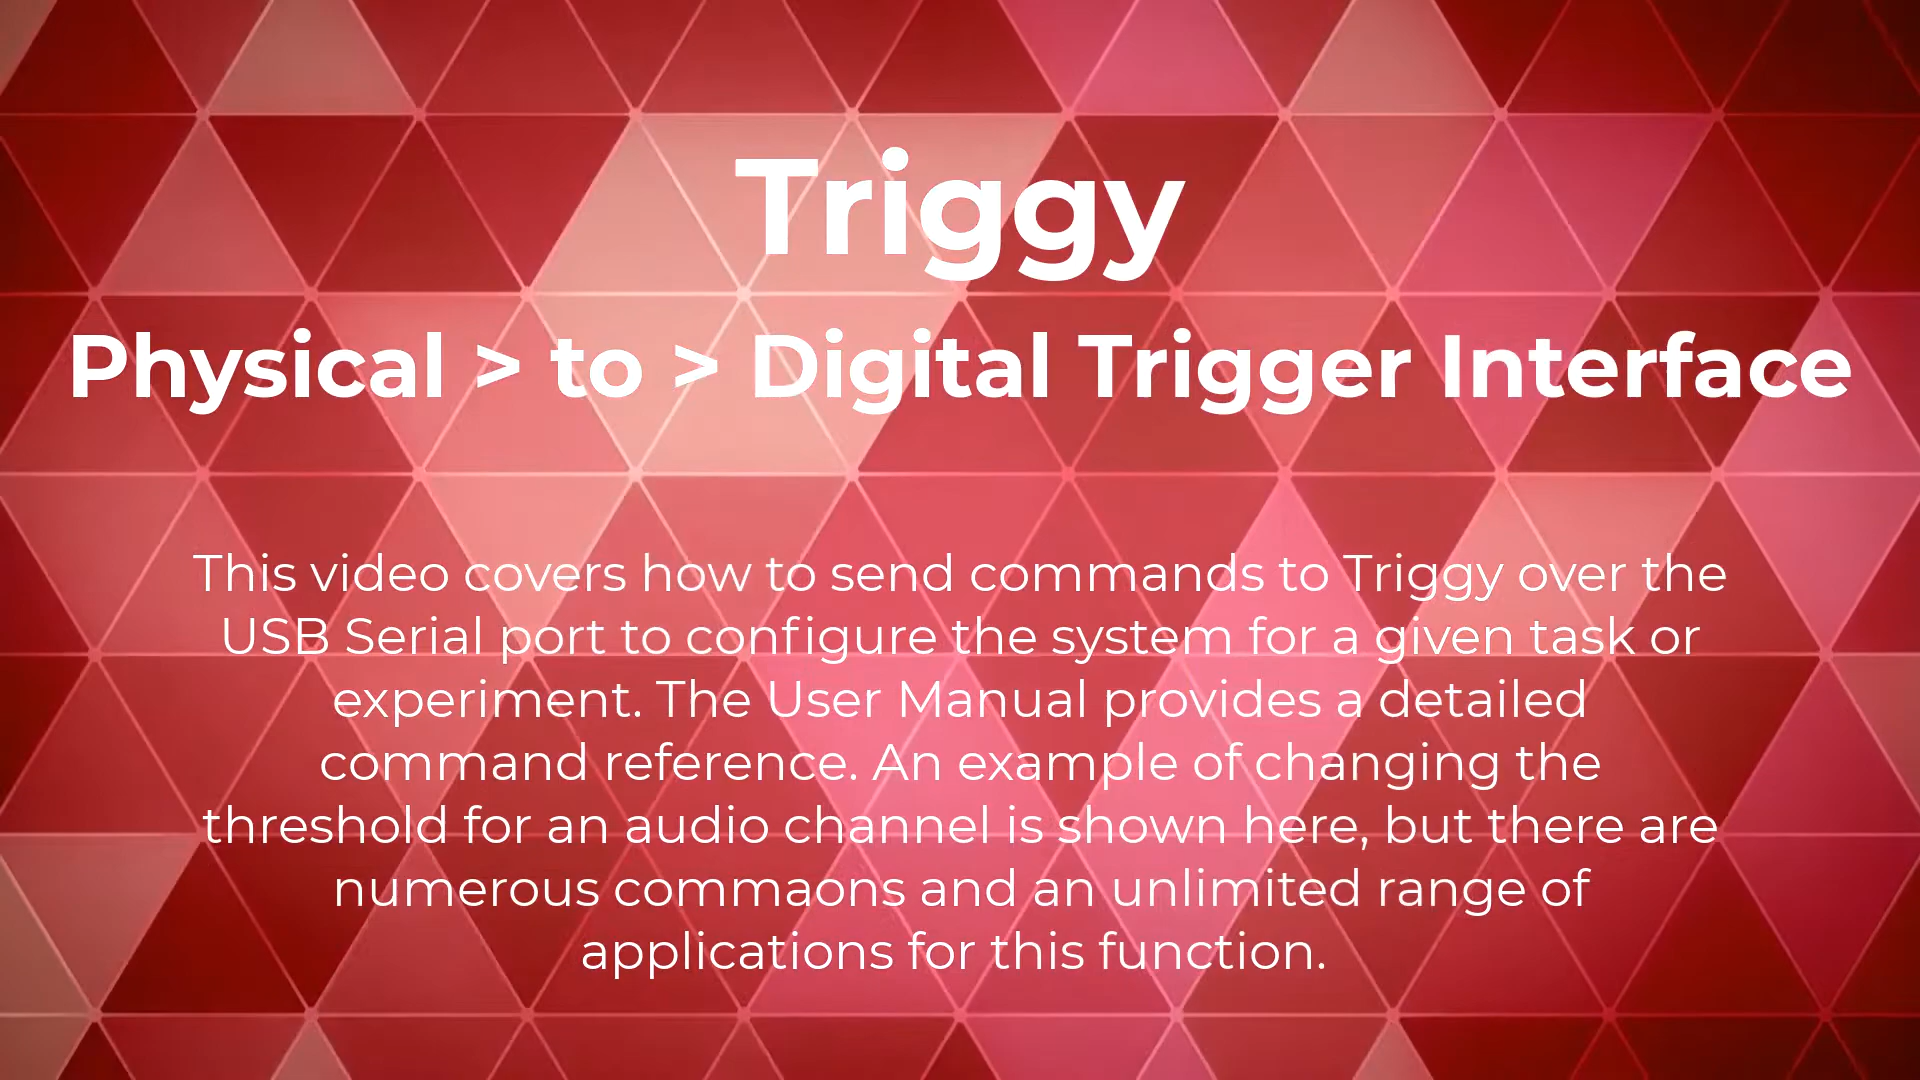 Triggy
Physical > to > Digital Trigger Interface
This video covers how to send commands to Triggy over the
USB Serial port to configure the system for a given task or
experiment. The User Manual provides a detailed
command reference. An example of changing the
threshold for an audio channel is shown here, but there are
numerous commaons and an unlimited range of
applications for this function.